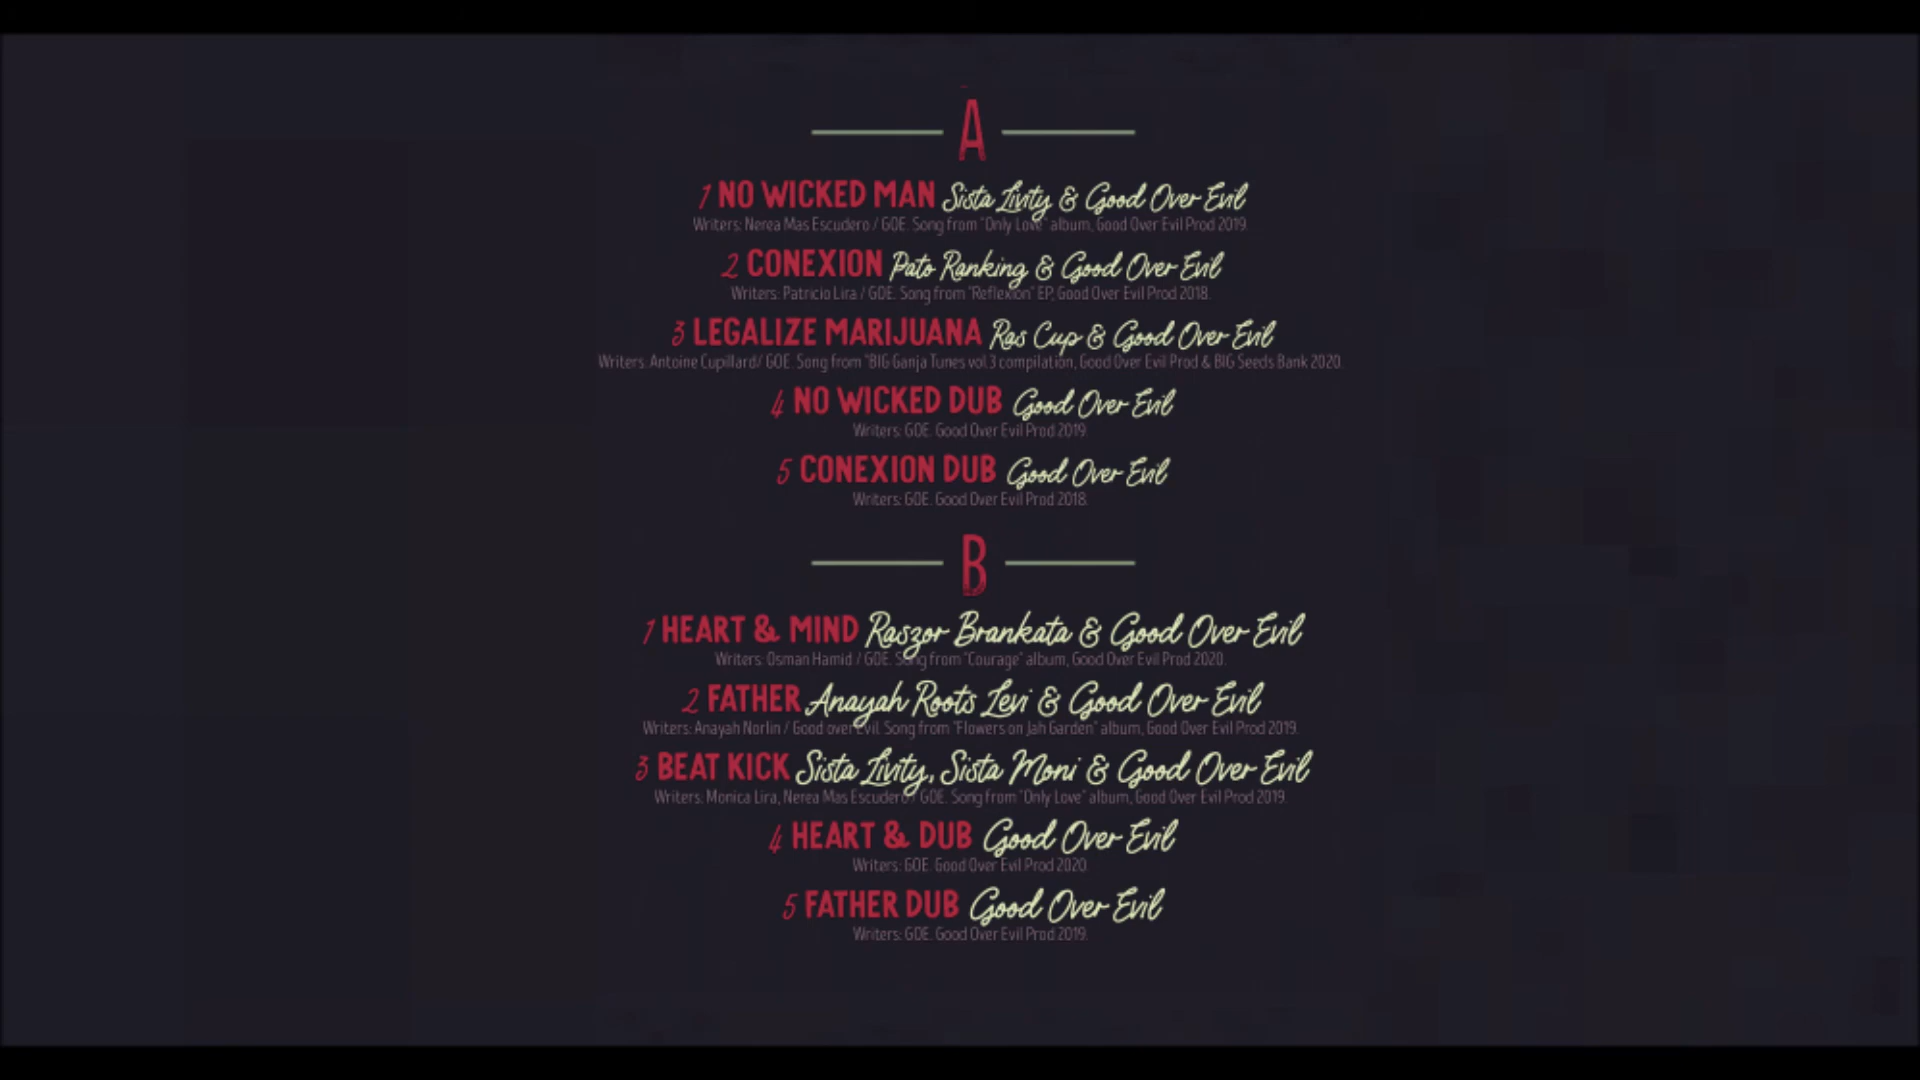 A
1 NO WICKED MAN Sista Livity & Good Over Evil
Writers: Nerea Mas Escudero / GOE. Song from "Only Love" album, Good Over Evil Prod 2019.
2 CONEXION Pato Ranking & Good Over Evil
Writers: Patricio Lira / GOE. Song from "Reflexion" EP, Good Over Evil Prod 2018.
3 LEGALIZE MARIJUANA Ras Cup & Good Over Evil
Writers: Antoine Cupillard/ GOE. Song from "BIG Ganja Tunes vol.3 compilation, Good Over Evil Prod & BIG Seeds Bank 2020.
4 NO WICKED DUB Good Over Evil
Writers: GOE. Good Over Evil Prod 2019.
5 CONEXION DUB Good Over Evil
Writers: GOE. Good Over Evil Prod 2018.
B
1 HEART & MIND Raszor Brankata & Good Over Evil
Writers: Osman Hamid / GOE. Song from "Courage" album, Good Over Evil Prod 2020.
2 FATHER Anayah Roots Levi & Good Over Evil
Writers: Anayah Norlin / Good over Evil. Song from "Flowers on Jah Garden" album, Good Over Evil Prod 2019.
3 BEAT KICK Sista Livity, Sista Moni & Good Over Evil
Writers: Monica Lira, Nerea Mas Escudero / GOE. Song from "Only Love" album, Good Over Evil Prod 2019.
4 HEART & DUB Good Over Evil
Writers: GOE. Good Over Evil Prod 2020.
5 FATHER DUB Good Over Evil
Writers: GOE. Good Over Evil Prod 2019.